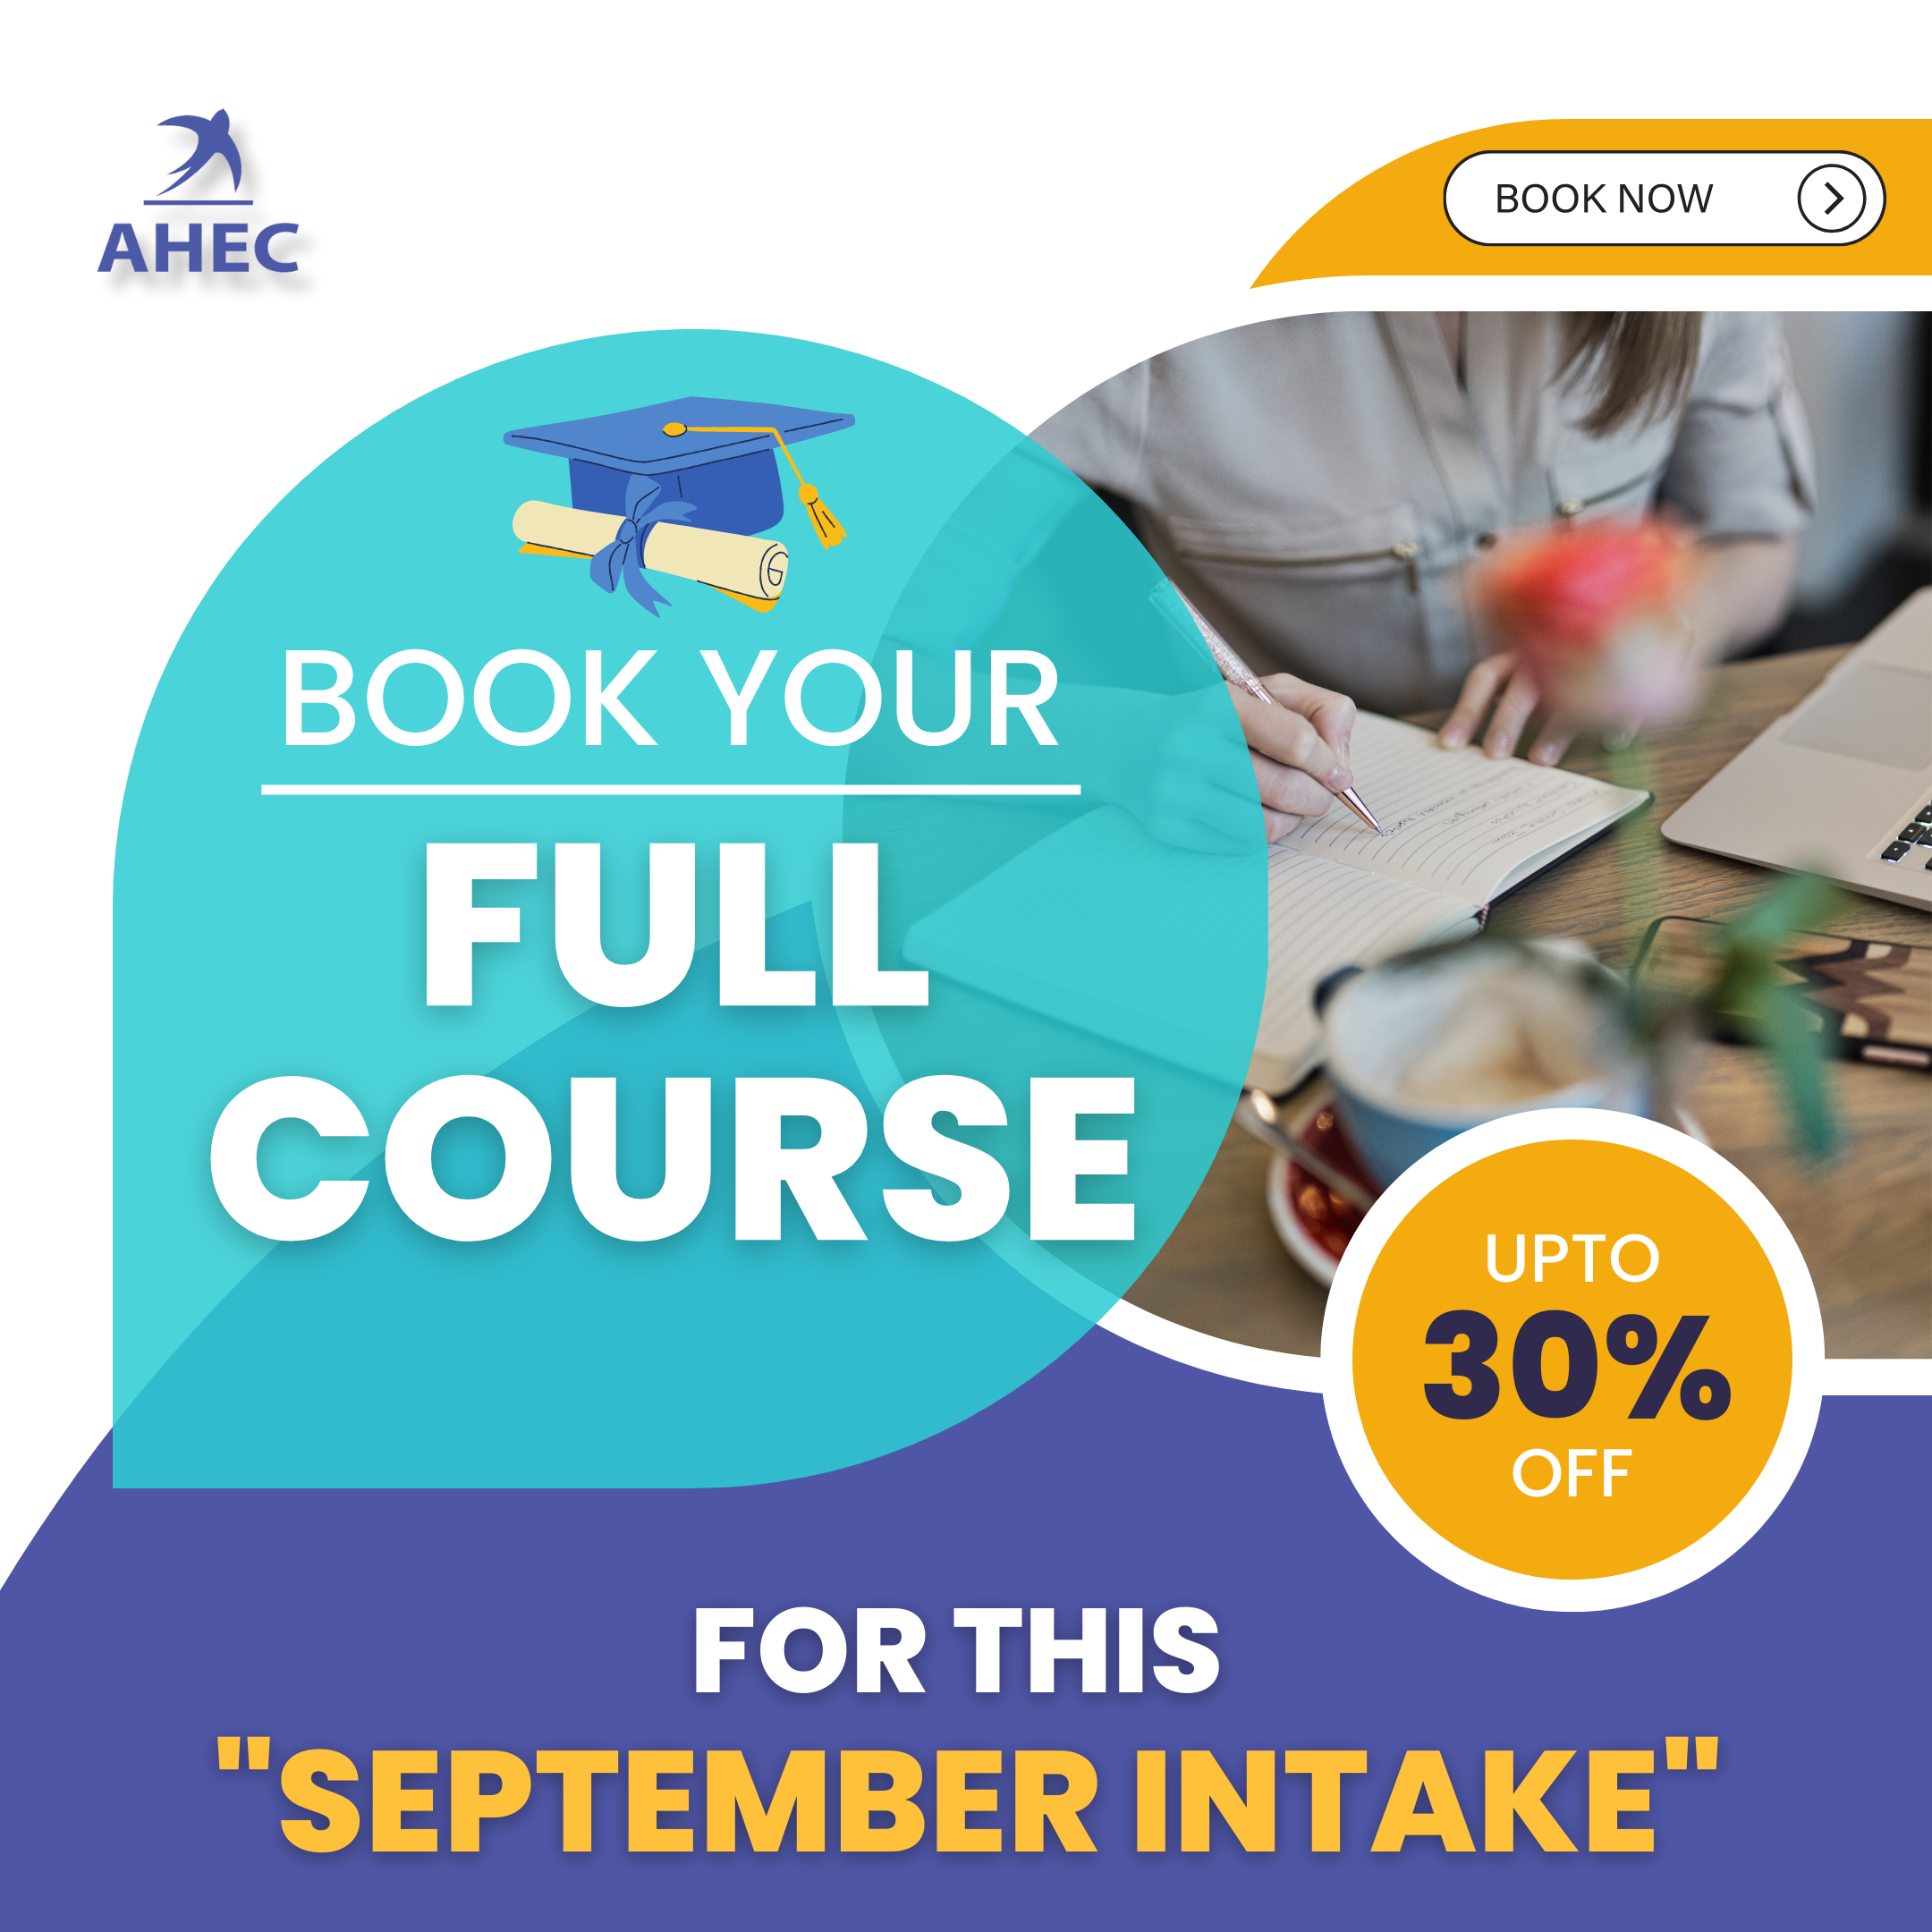 AHEC
BOOK NOW
BOOK YOUR
FULL
COURSE
UPTO
30%
OFF
FOR THIS
"SEPTEMBER INTAKE"